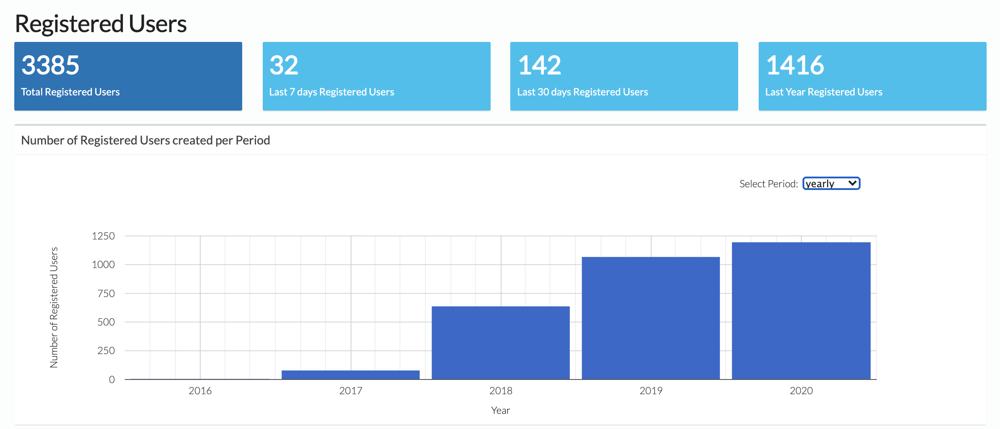 Registered Users
3385
Total Registered Users
32
Last 7 days Registered Users
142
Last 30 days Registered Users
1416
Last Year Registered Users
Number of Registered Users created per Period
Select Period: yearly
Number of Registered Users
1250
1000
750
500
250
0
2016 2017 2018 2019 2020
Year